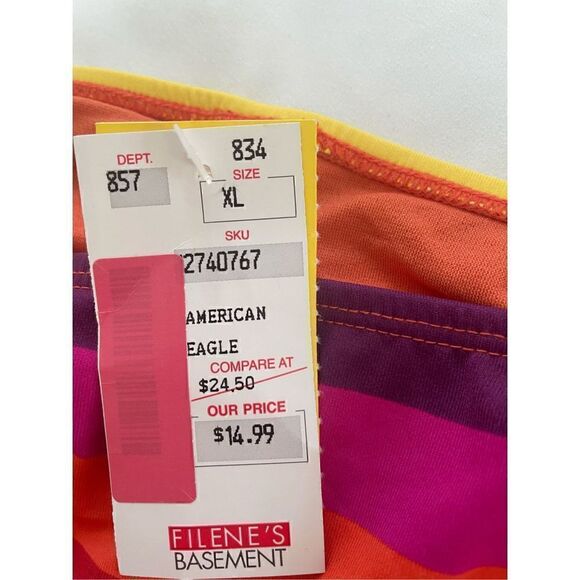 834
DEPT.
SIZE
857
XL
SKU
2740767
AMERICAN
EAGLE
COMPARE AT
$24.50
OUR PRICE
$14.99
FILENE'S
BASEMENT